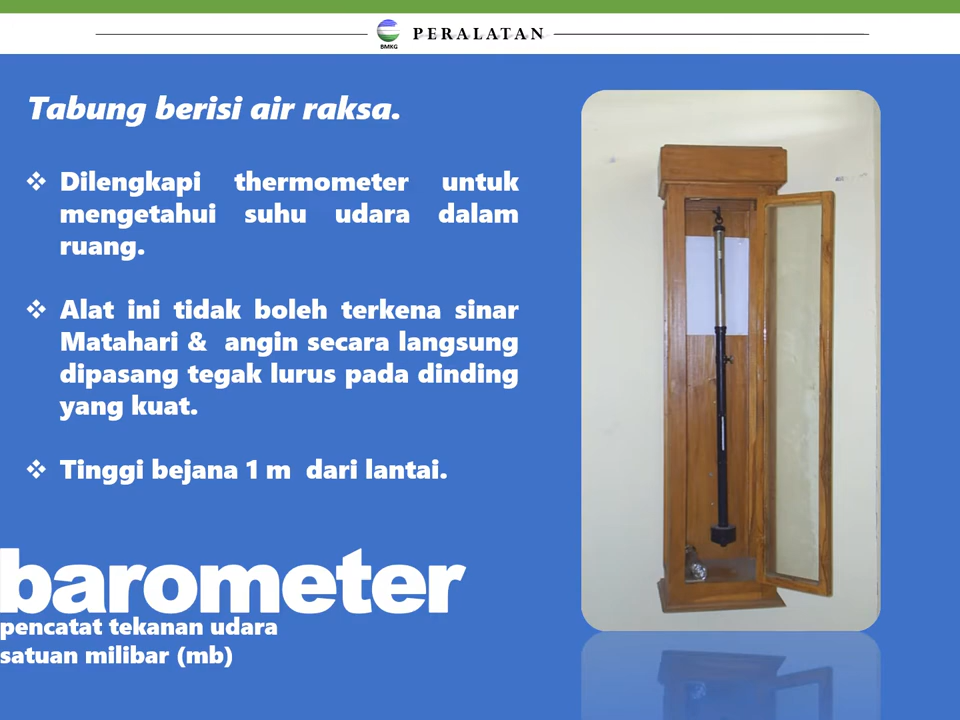 BMKG
PERALATAN
Tabung berisi air raksa.
❖ Dilengkapi thermometer untuk
mengetahui suhu udara dalam
ruang.
❖ Alat ini tidak boleh terkena sinar
Matahari & angin secara langsung
dipasang tegak lurus pada dinding
yang kuat.
❖ Tinggi bejana 1 m dari lantai.
barometer
pencatat tekanan udara
satuan milibar (mb)